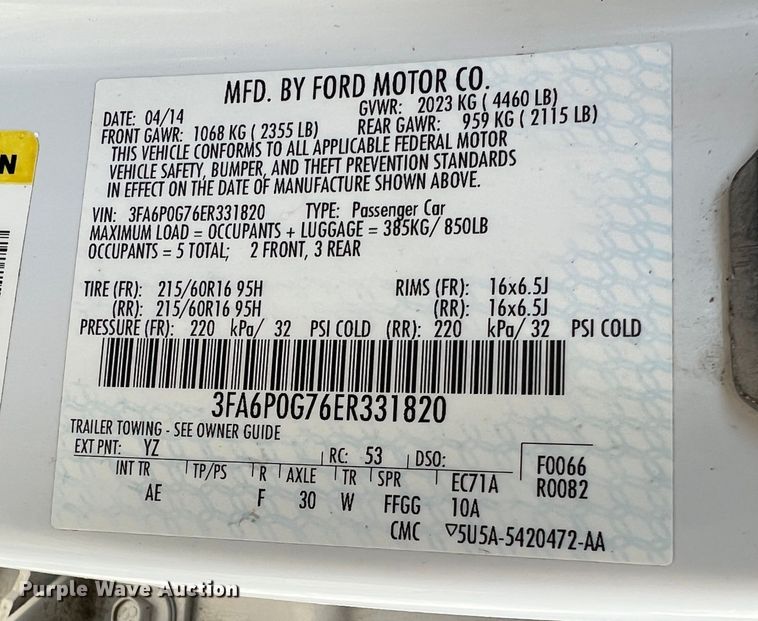 MFD. BY FORD MOTOR CO.
DATE: 04/14 GVWR: 2023 KG ( 4460 LB)
FRONT GAWR: 1068 KG ( 2355 LB) REAR GAWR: 959 KG ( 2115 LB)
THIS VEHICLE CONFORMS TO ALL APPLICABLE FEDERAL MOTOR
VEHICLE SAFETY, BUMPER, AND THEFT PREVENTION STANDARDS
IN EFFECT ON THE DATE OF MANUFACTURE SHOWN ABOVE.
VIN: 3FA6P0G76ER331820 TYPE: Passenger Car
MAXIMUM LOAD = OCCUPANTS + LUGGAGE = 385KG/ 850LB
OCCUPANTS = 5 TOTAL; 2 FRONT, 3 REAR
TIRE (FR): 215/60R16 95H RIMS (FR): 16x6.5J
(RR): 215/60R16 95H (RR): 16x6.5J
PRESSURE (FR): 220 kPa/ 32 PSI COLD (RR): 220 kPa/ 32 PSI COLD
3FA6P0G76ER331820
TRAILER TOWING - SEE OWNER GUIDE
EXT PNT: YZ RC: 53 DSO: F0066
INT TR TP/PS R AXLE TR SPR EC71A R0082
AE F 30 W FFGG 10A
CMC ▽5U5A-5420472-AA
N
Purple Wave Auction